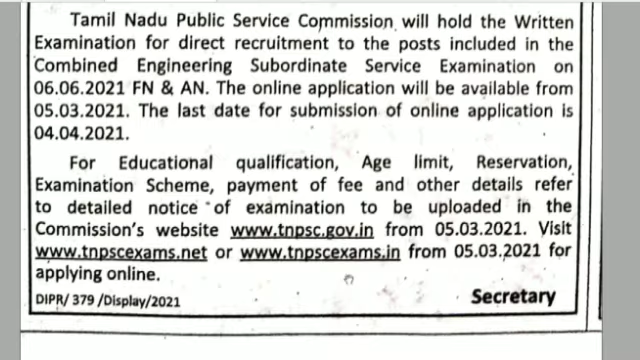 Tamil Nadu Public Service Commission will hold the Written
Examination for direct recruitment to the posts included in the
Combined Engineering Subordinate Service Examination on
06.06.2021 FN & AN. The online application will be available from
05.03.2021. The last date for submission of online application is
04.04.2021.
For Educational qualification, Age limit, Reservation,
Examination Scheme, payment of fee and other details refer
to detailed notice of examination to be uploaded in the
Commission's website www.tnpsc.gov.in from 05.03.2021. Visit
www.tnpscexams.net or www.tnpscexams.in from 05.03.2021 for
applying online.
DIPR/ 379 /Display/2021 Secretary